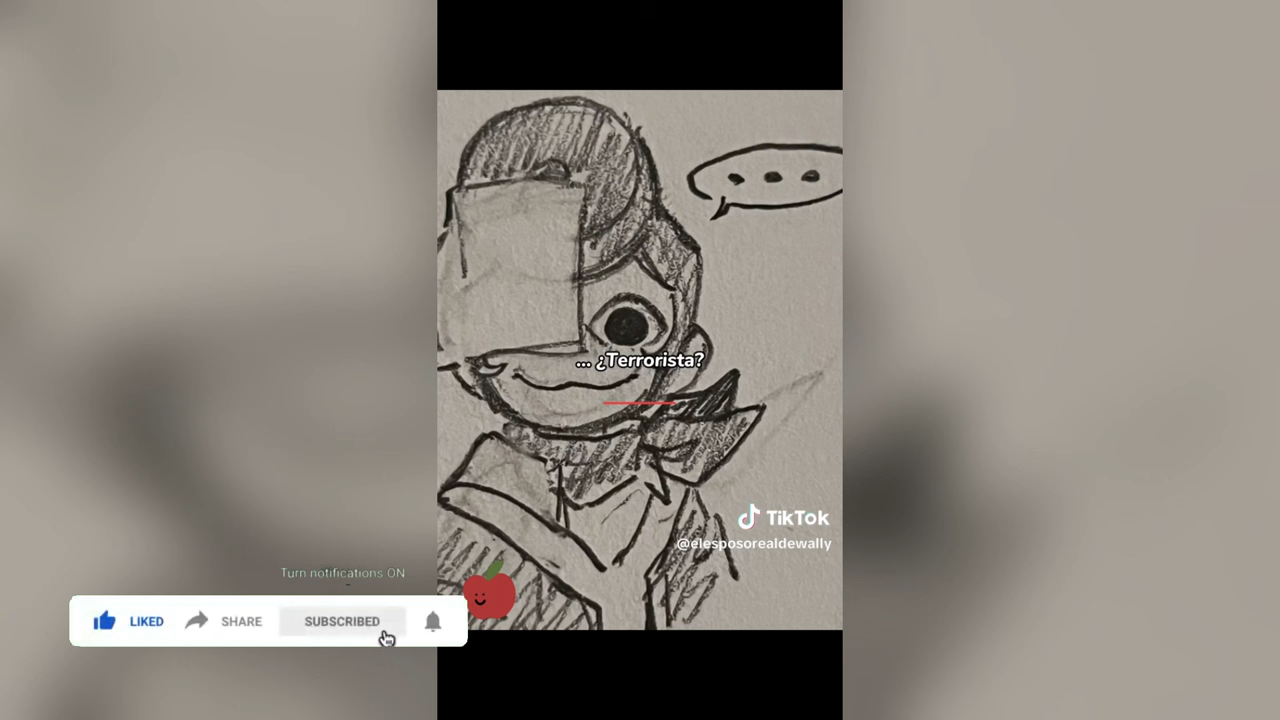 ... ¿Terrorista?
TikTok
@elesposorealdewally
Turn notifications ON
LIKED SHARE SUBSCRIBED